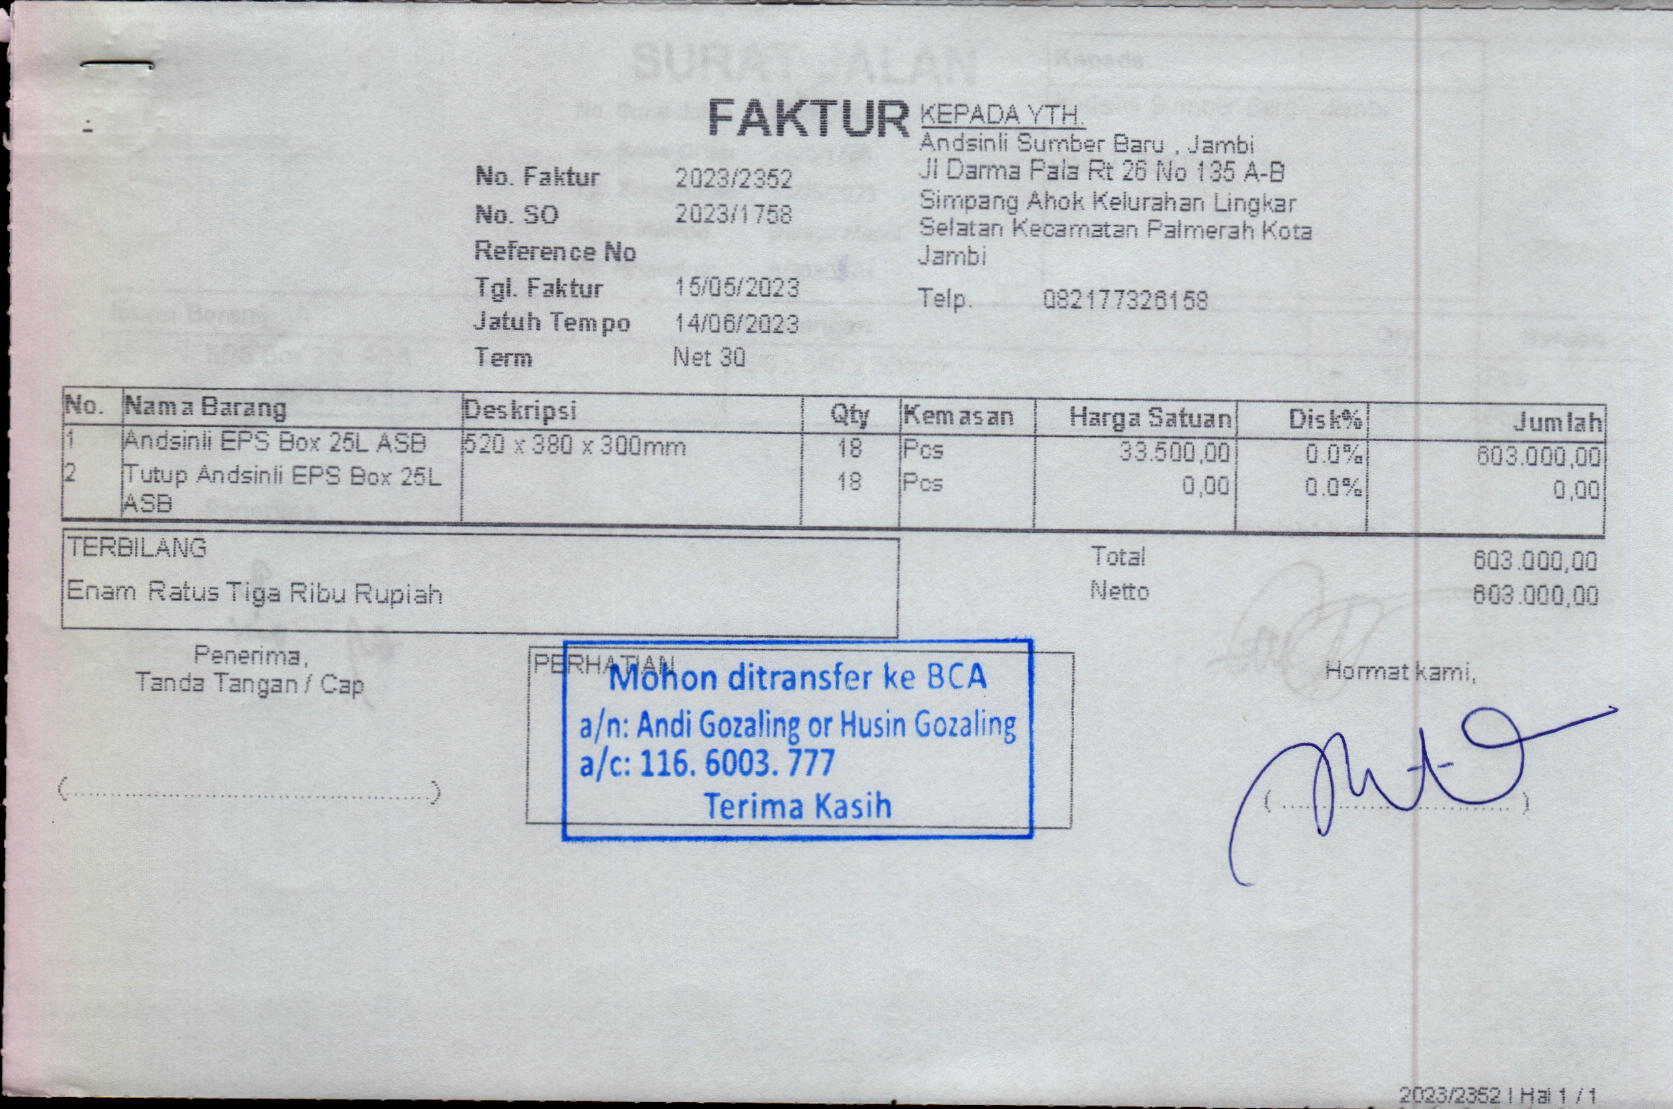 FAKTUR
No. Faktur 2023/2352
No. SO 2023/1758
Reference No
Tgl. Faktur 15/05/2023
Jatuh Tempo 14/06/2023
Term Net 30
KEPADA YTH.
Andsinli Sumber Baru , Jambi
Jl Darma Pala Rt 26 No 135 A-B
Simpang Ahok Kelurahan Lingkar
Selatan Kecamatan Palmerah Kota
Jambi
Telp. 082177326158
No. Nama Barang Deskripsi Qty Kemasan Harga Satuan Disk% Jumlah
1 Andsinli EPS Box 25L ASB 520 x 380 x 300mm 18 Pcs 33.500,00 0.0% 603.000,00
2 Tutup Andsinli EPS Box 25L 18 Pcs 0,00 0.0% 0,00
ASB
TERBILANG
Enam Ratus Tiga Ribu Rupiah
Total 603.000,00
Netto 603.000,00
Penerima,
Tanda Tangan / Cap
PERHATIAN
Mohon ditransfer ke BCA
a/n: Andi Gozaling or Husin Gozaling
a/c: 116. 6003. 777
Terima Kasih
Hormat kami,
2023/2352 | Hal 1 / 1